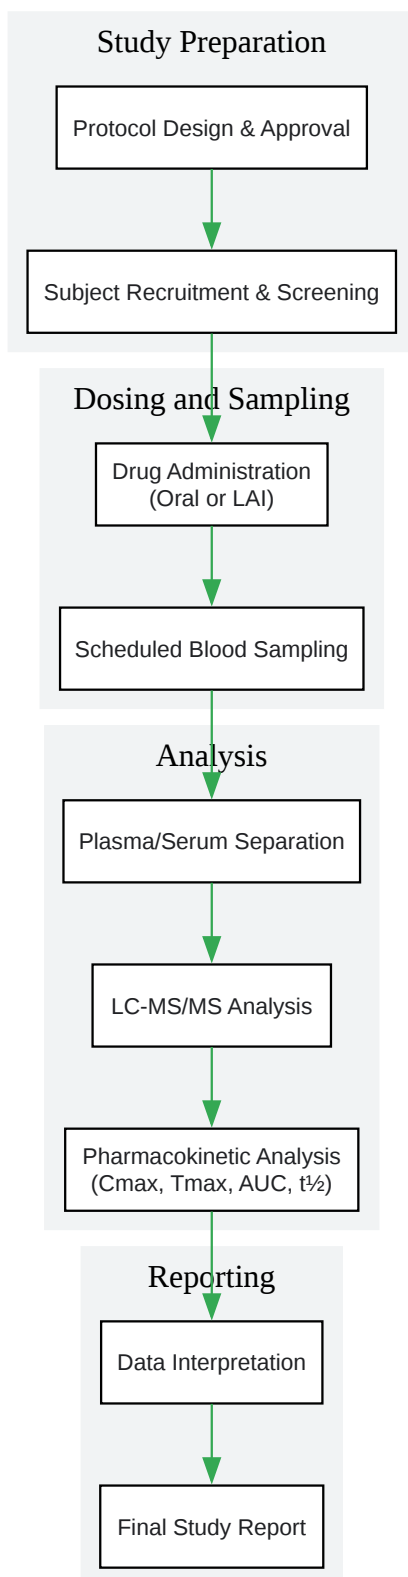 Study Preparation
Protocol Design & Approval
Subject Recruitment & Screening
Dosing and Sampling
Drug Administration
(Oral or LAI)
Scheduled Blood Sampling
Analysis
Plasma/Serum Separation
LC-MS/MS Analysis
Pharmacokinetic Analysis
(Cmax, Tmax, AUC, t½)
Reporting
Data Interpretation
Final Study Report